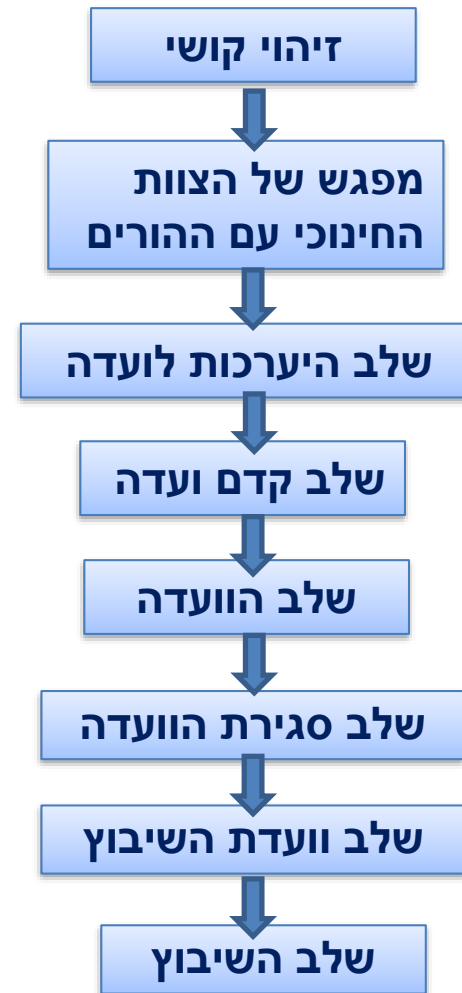 זיהוי קושי
מפגש של הצוות
החינוכי עם ההורים
שלב היערכות לועדה
שלב קדם ועדה
שלב הוועדה
שלב סגירת הוועדה
שלב וועדת השיבוץ
שלב השיבוץ